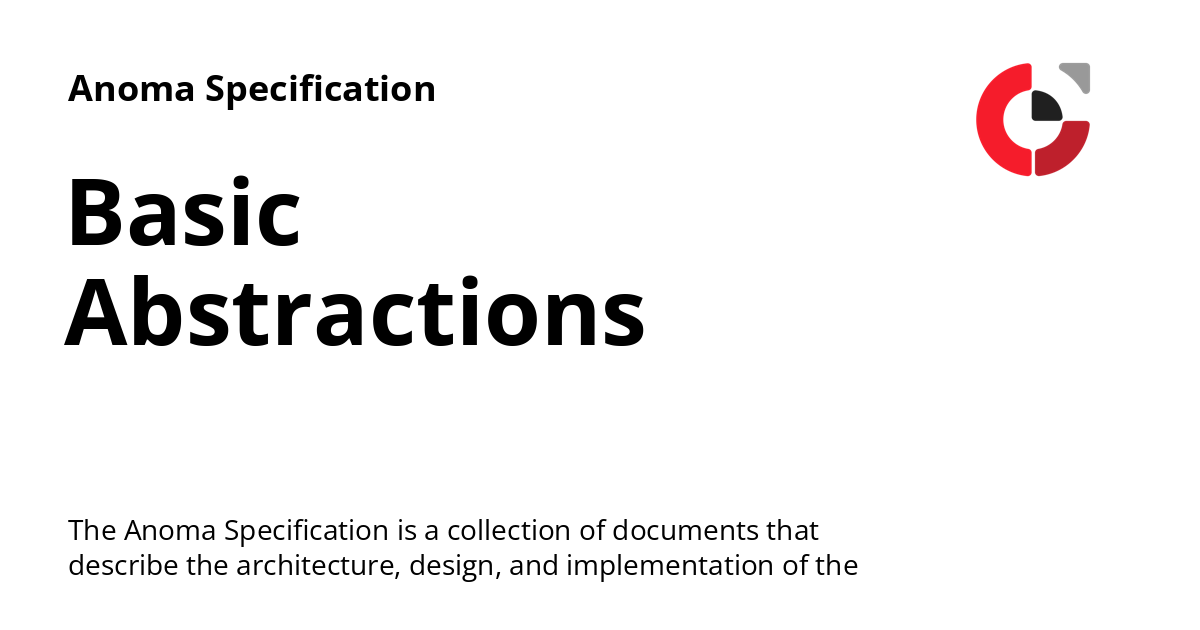 Anoma Specification
Basic
Abstractions
The Anoma Specification is a collection of documents that
describe the architecture, design, and implementation of the